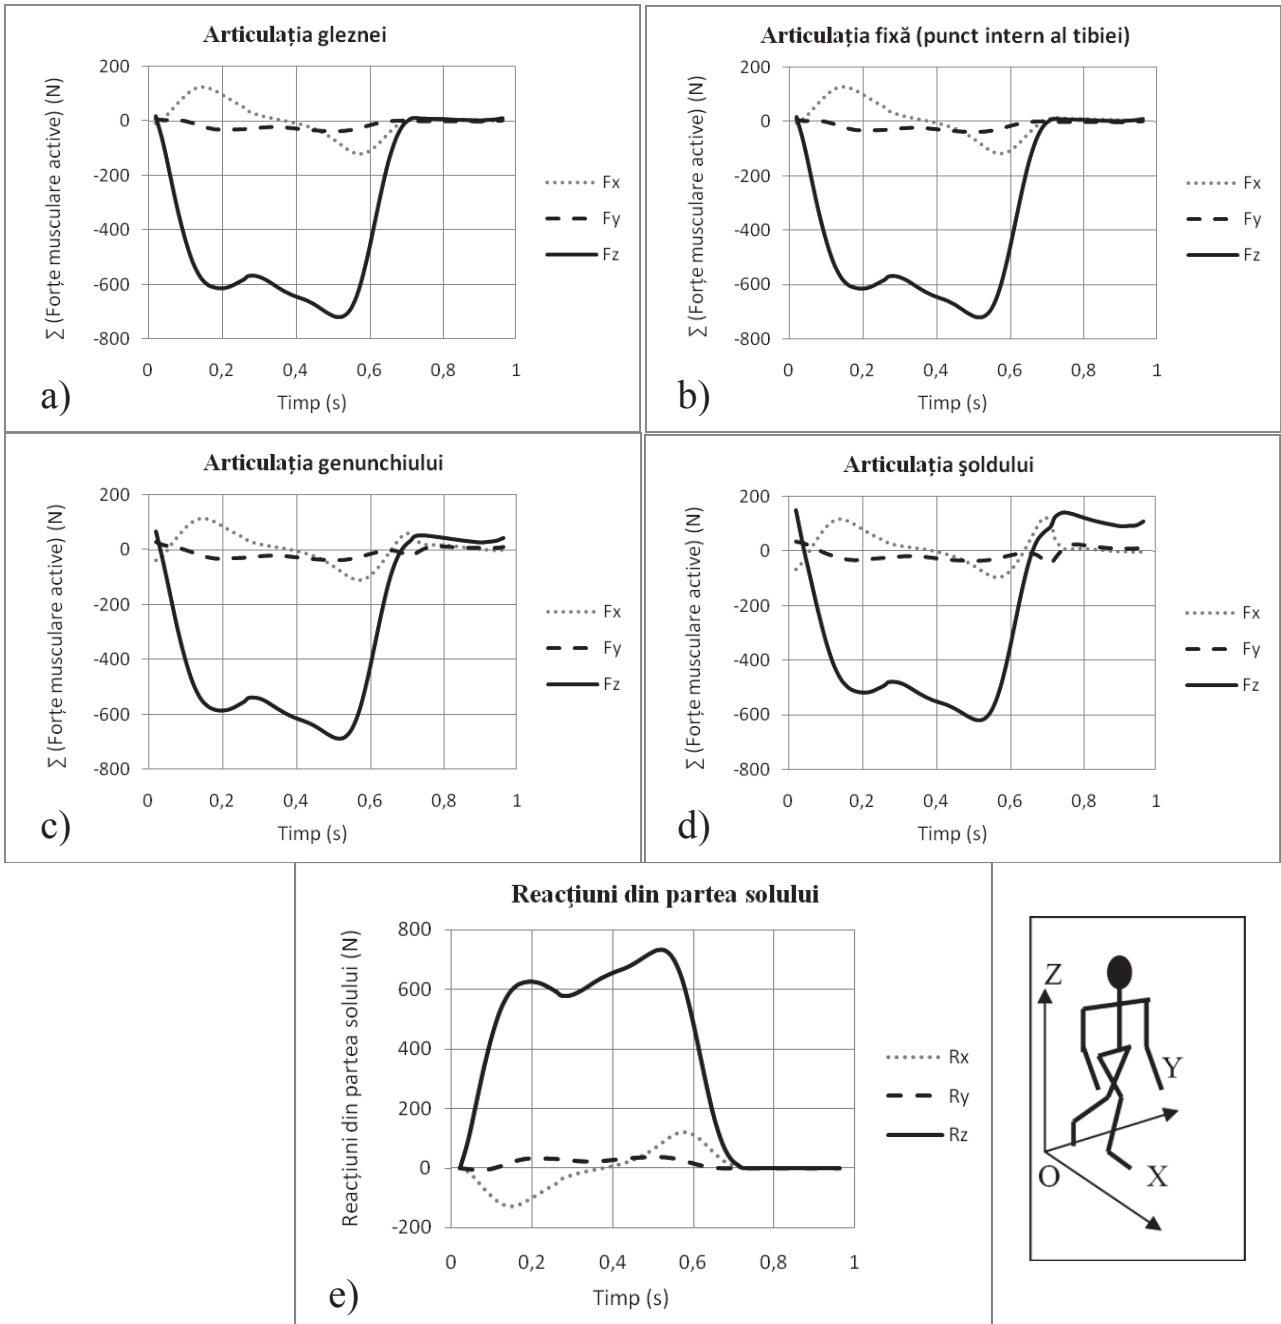 Articulația gleznei
∑ (Forțe musculare active) (N)
200
0
-200
-400
-600
-800
0 0,2 0,4 0,6 0,8 1
Timp (s)
Fx
Fy
Fz
a)
Articulația fixă (punct intern al tibiei)
∑ (Forțe musculare active) (N)
200
0
-200
-400
-600
-800
0 0,2 0,4 0,6 0,8 1
Timp (s)
Fx
Fy
Fz
b)
Articulația genunchiului
∑ (Forțe musculare active) (N)
200
0
-200
-400
-600
-800
0 0,2 0,4 0,6 0,8 1
Timp (s)
Fx
Fy
Fz
c)
Articulația şoldului
∑ (Forțe musculare active) (N)
200
0
-200
-400
-600
-800
0 0,2 0,4 0,6 0,8 1
Timp (s)
Fx
Fy
Fz
d)
Reacţiuni din partea solului
Reacțiuni din partea solului (N)
800
600
400
200
0
-200
0 0,2 0,4 0,6 0,8 1
Timp (s)
Rx
Ry
Rz
e)
Z
Y
O
X